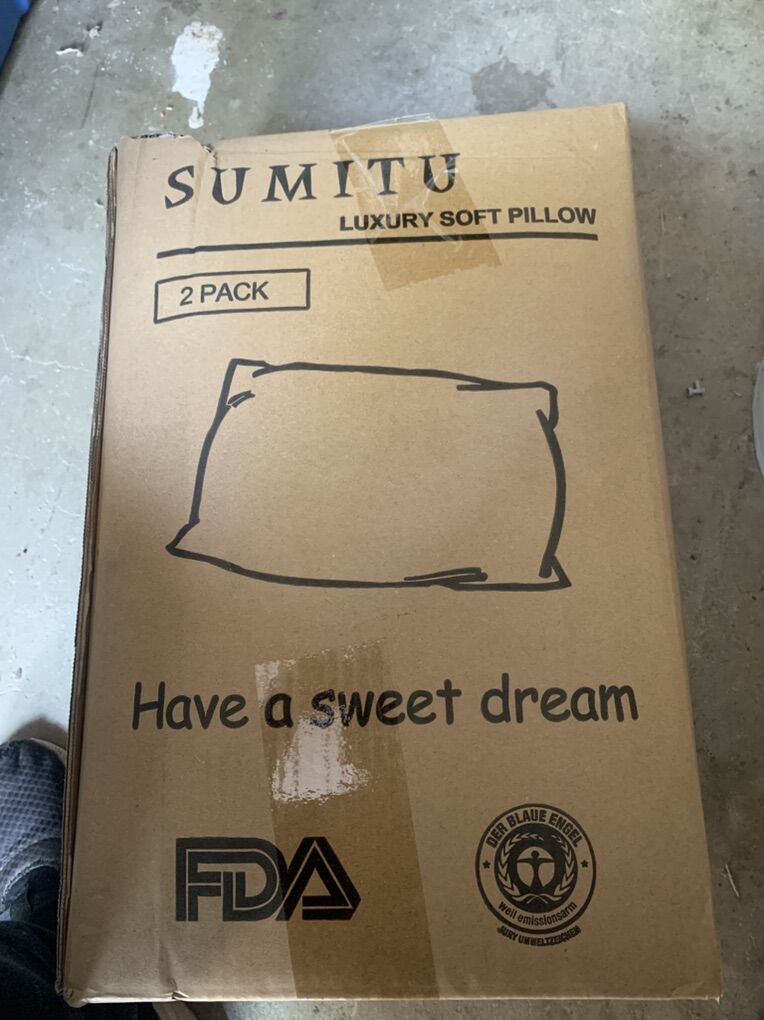 SUMITU
LUXURY SOFT PILLOW
2 PACK
Have a sweet dream
FDA
DER BLAUE ENGEL
weil emissionsarm
JURY UMWELTZEICHEN